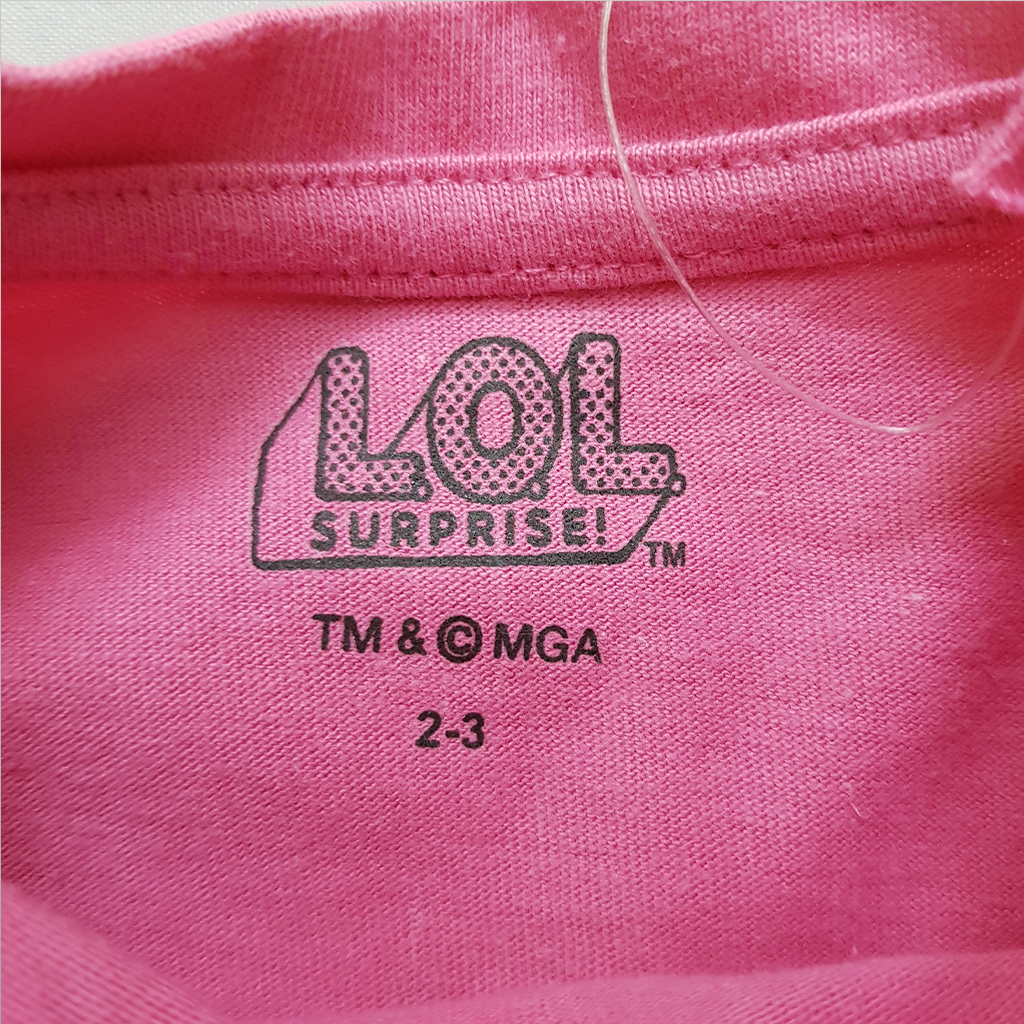 L.O.L.
SURPRISE!
TM
TM & © MGA
2-3